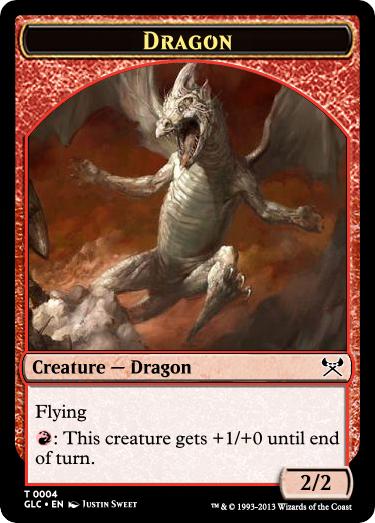 DRAGON
Creature — Dragon
Flying
: This creature gets +1/+0 until end
of turn.
2/2
T 0004
GLC • EN JUSTIN SWEET
™ & © 1993-2013 Wizards of the Coast